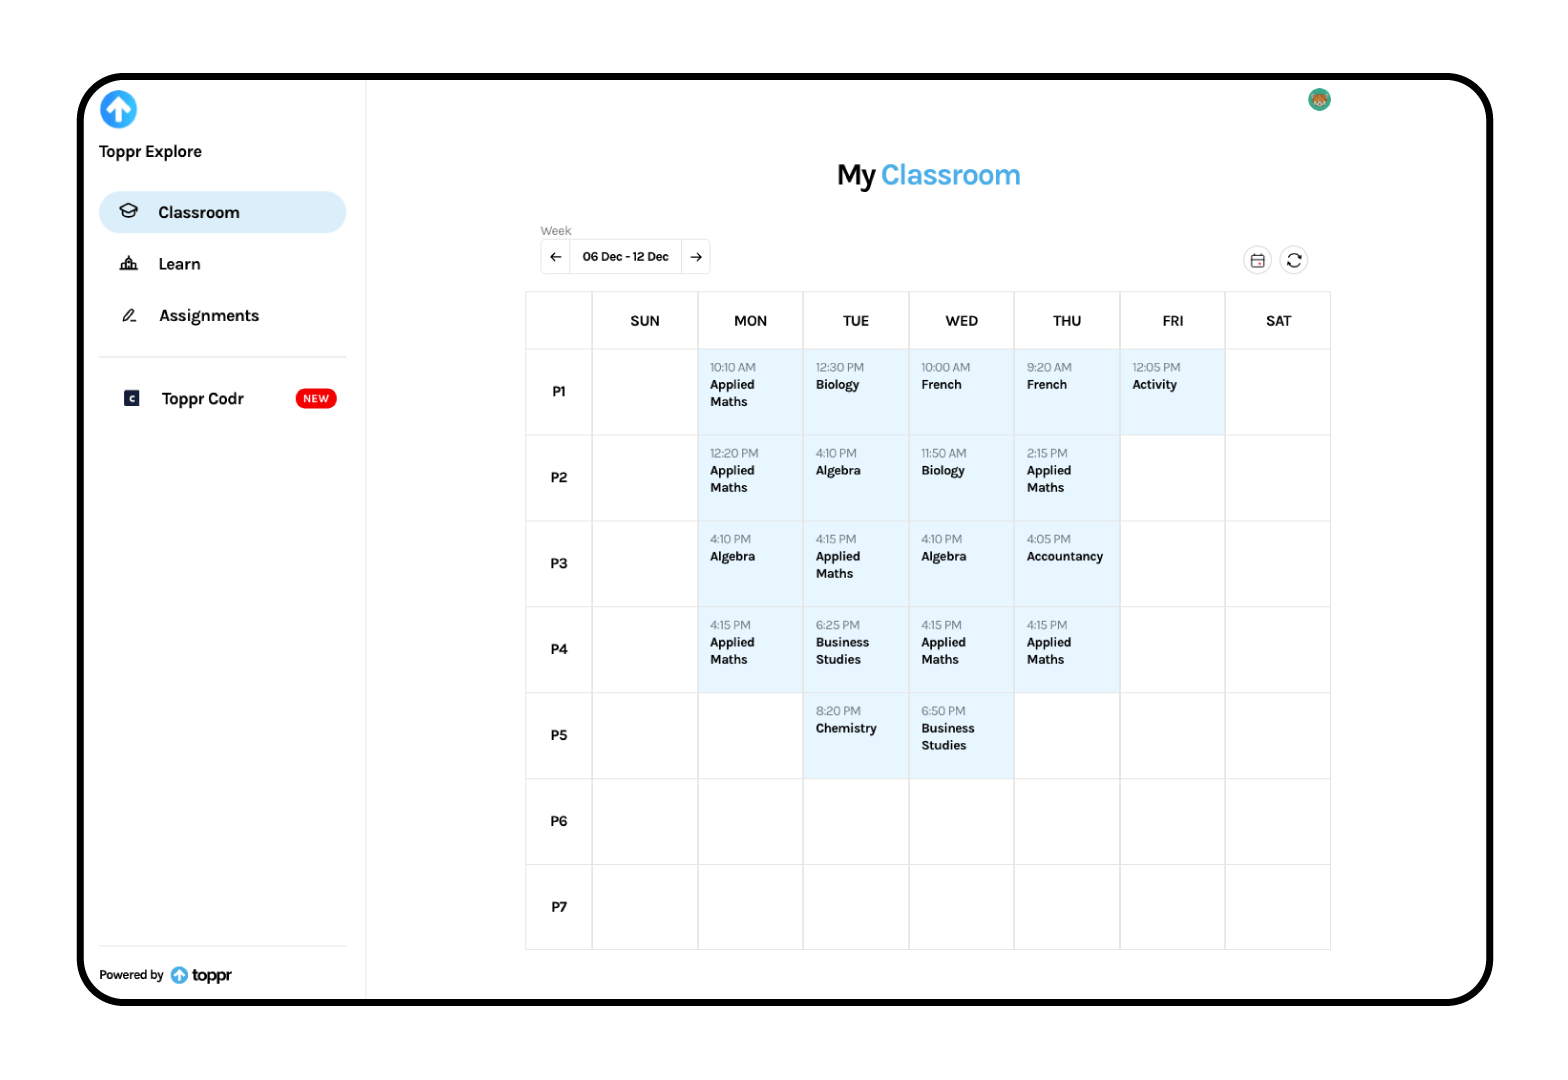 Toppr Explore
Classroom
Learn
Assignments
C Toppr Codr NEW
Powered by toppr
My Classroom
Week
06 Dec - 12 Dec
SUN MON TUE WED THU FRI SAT
P1
10:10 AM
Applied
Maths
12:30 PM
Biology
10:00 AM
French
9:20 AM
French
12:05 PM
Activity
P2
12:20 PM
Applied
Maths
4:10 PM
Algebra
11:50 AM
Biology
2:15 PM
Applied
Maths
P3
4:10 PM
Algebra
4:15 PM
Applied
Maths
4:10 PM
Algebra
4:05 PM
Accountancy
P4
4:15 PM
Applied
Maths
6:25 PM
Business
Studies
4:15 PM
Applied
Maths
4:15 PM
Applied
Maths
P5
8:20 PM
Chemistry
6:50 PM
Business
Studies
P6
P7